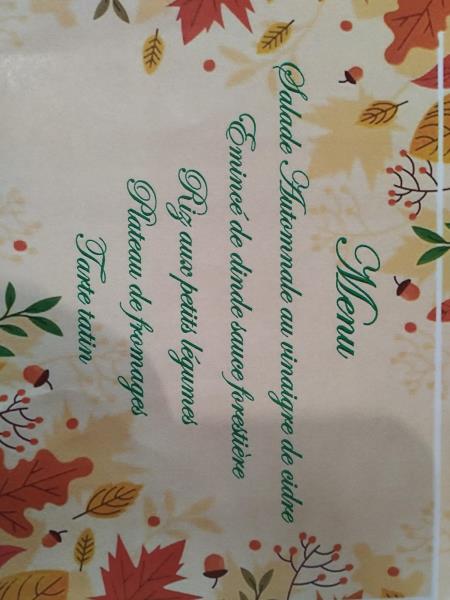 Menu
Salade Automnale au vinaigre de cidre
Emincé de dinde sauce forestière
Riz aux petits légumes
Plateau de fromages
Tarte tatin